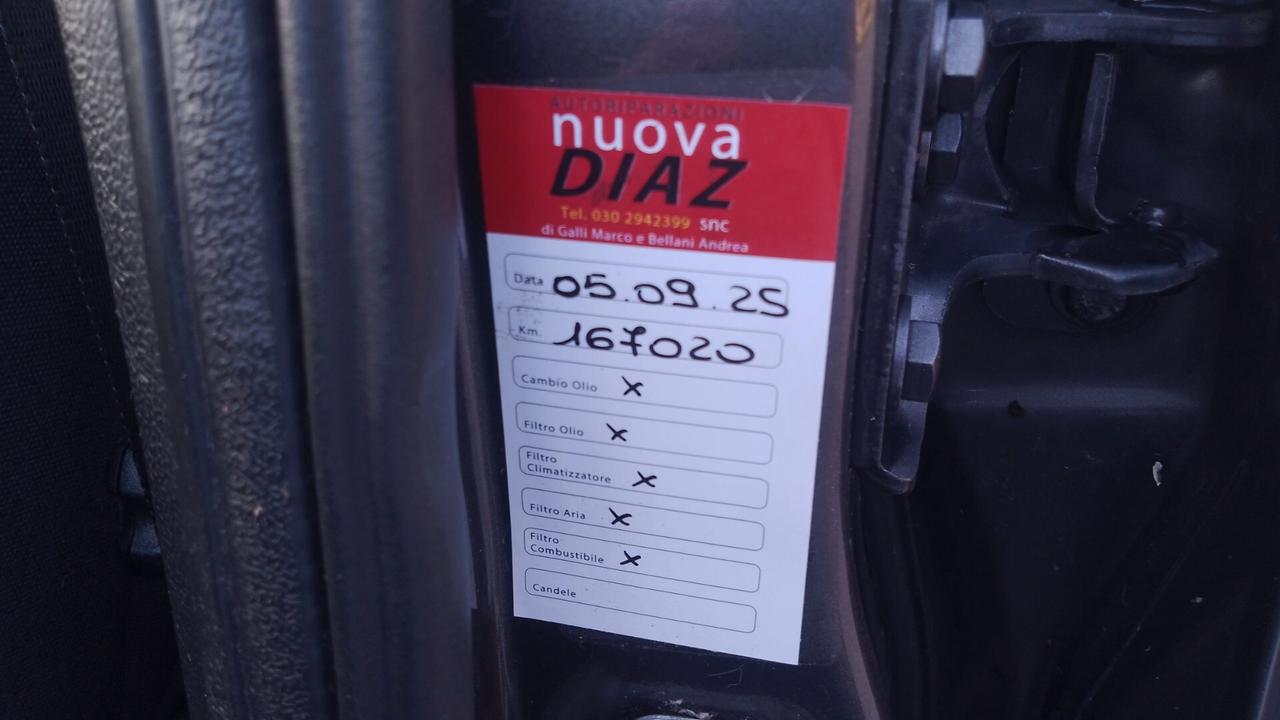 AUTORIPARAZIONI
nuova
DIAZ
Tel. 030 2942399 snc
di Galli Marco e Bellani Andrea
Data 05.09.25
Km. 167020
Cambio Olio x
Filtro Olio x
Filtro
Climatizzatore x
Filtro Aria x
Filtro
Combustibile x
Candele